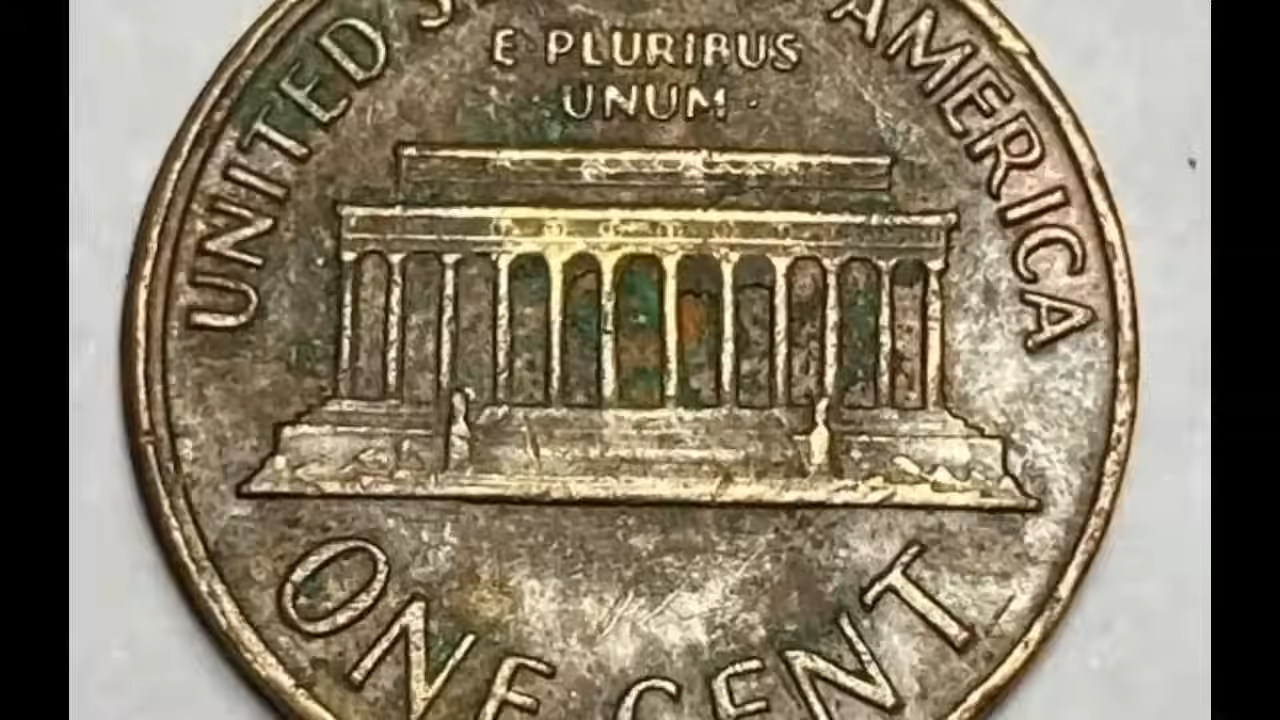 UNITED S
AMERICA
E PLURIBUS
UNUM
ONE CENT